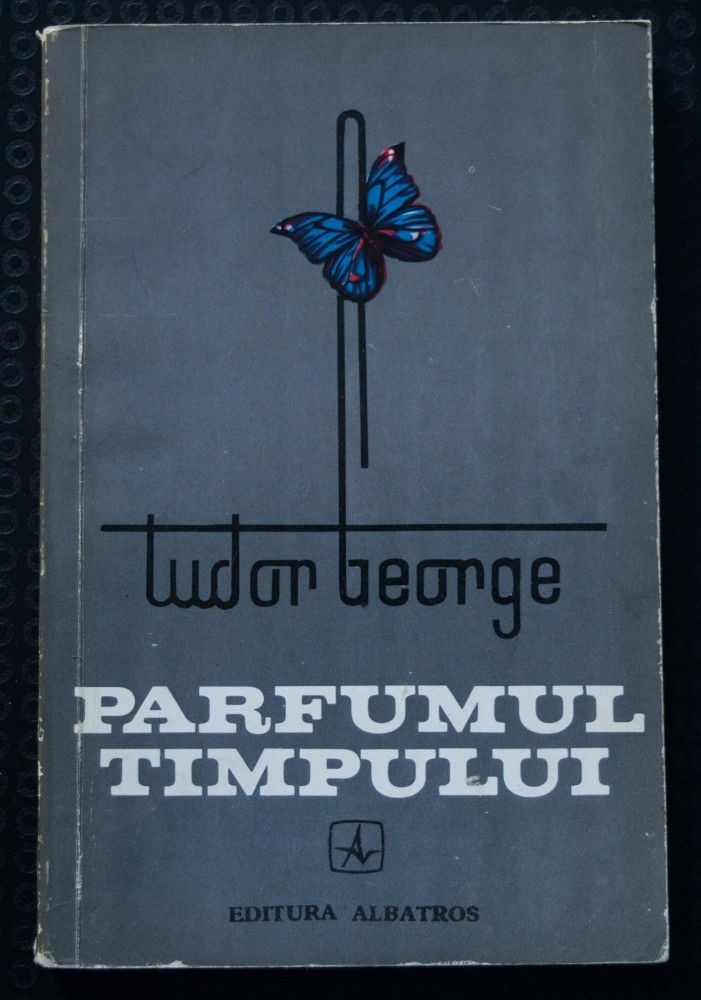 tudor George
PARFUMUL
TIMPULUI
EDITURA ALBATROS